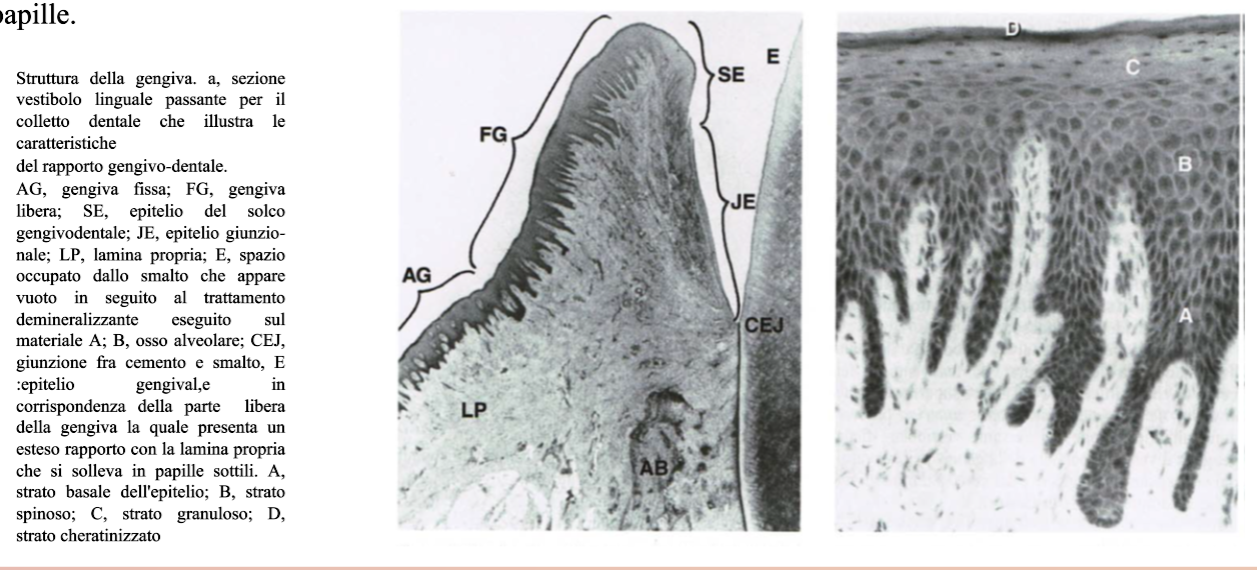 papille.
Struttura della gengiva. a, sezione
vestibolo linguale passante per il
colletto dentale che illustra le
caratteristiche
del rapporto gengivo-dentale.
AG, gengiva fissa; FG, gengiva
libera; SE, epitelio del solco
gengivodentale; JE, epitelio giunzio-
nale; LP, lamina propria; E, spazio
occupato dallo smalto che appare
vuoto in seguito al trattamento
demineralizzante eseguito sul
materiale A; B, osso alveolare; CEJ,
giunzione fra cemento e smalto, E
:epitelio gengival,e in
corrispondenza della parte libera
della gengiva la quale presenta un
esteso rapporto con la lamina propria
che si solleva in papille sottili. A,
strato basale dell'epitelio; B, strato
spinoso; C, strato granuloso; D,
strato cheratinizzato
SE
E
FG
JE
AG
CEJ
LP
AB
D
C
B
A